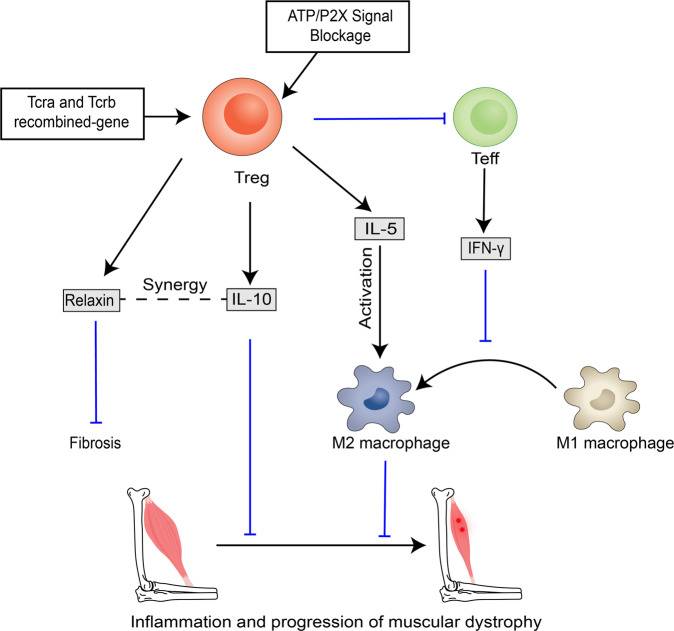 ATP/P2X Signal
Blockage
Tcra and Tcrb
recombined-gene
Treg
Teff
IL-5
IFN-γ
Activation
Synergy
Relaxin
IL-10
Fibrosis
M2 macrophage
M1 macrophage
Inflammation and progression of muscular dystrophy